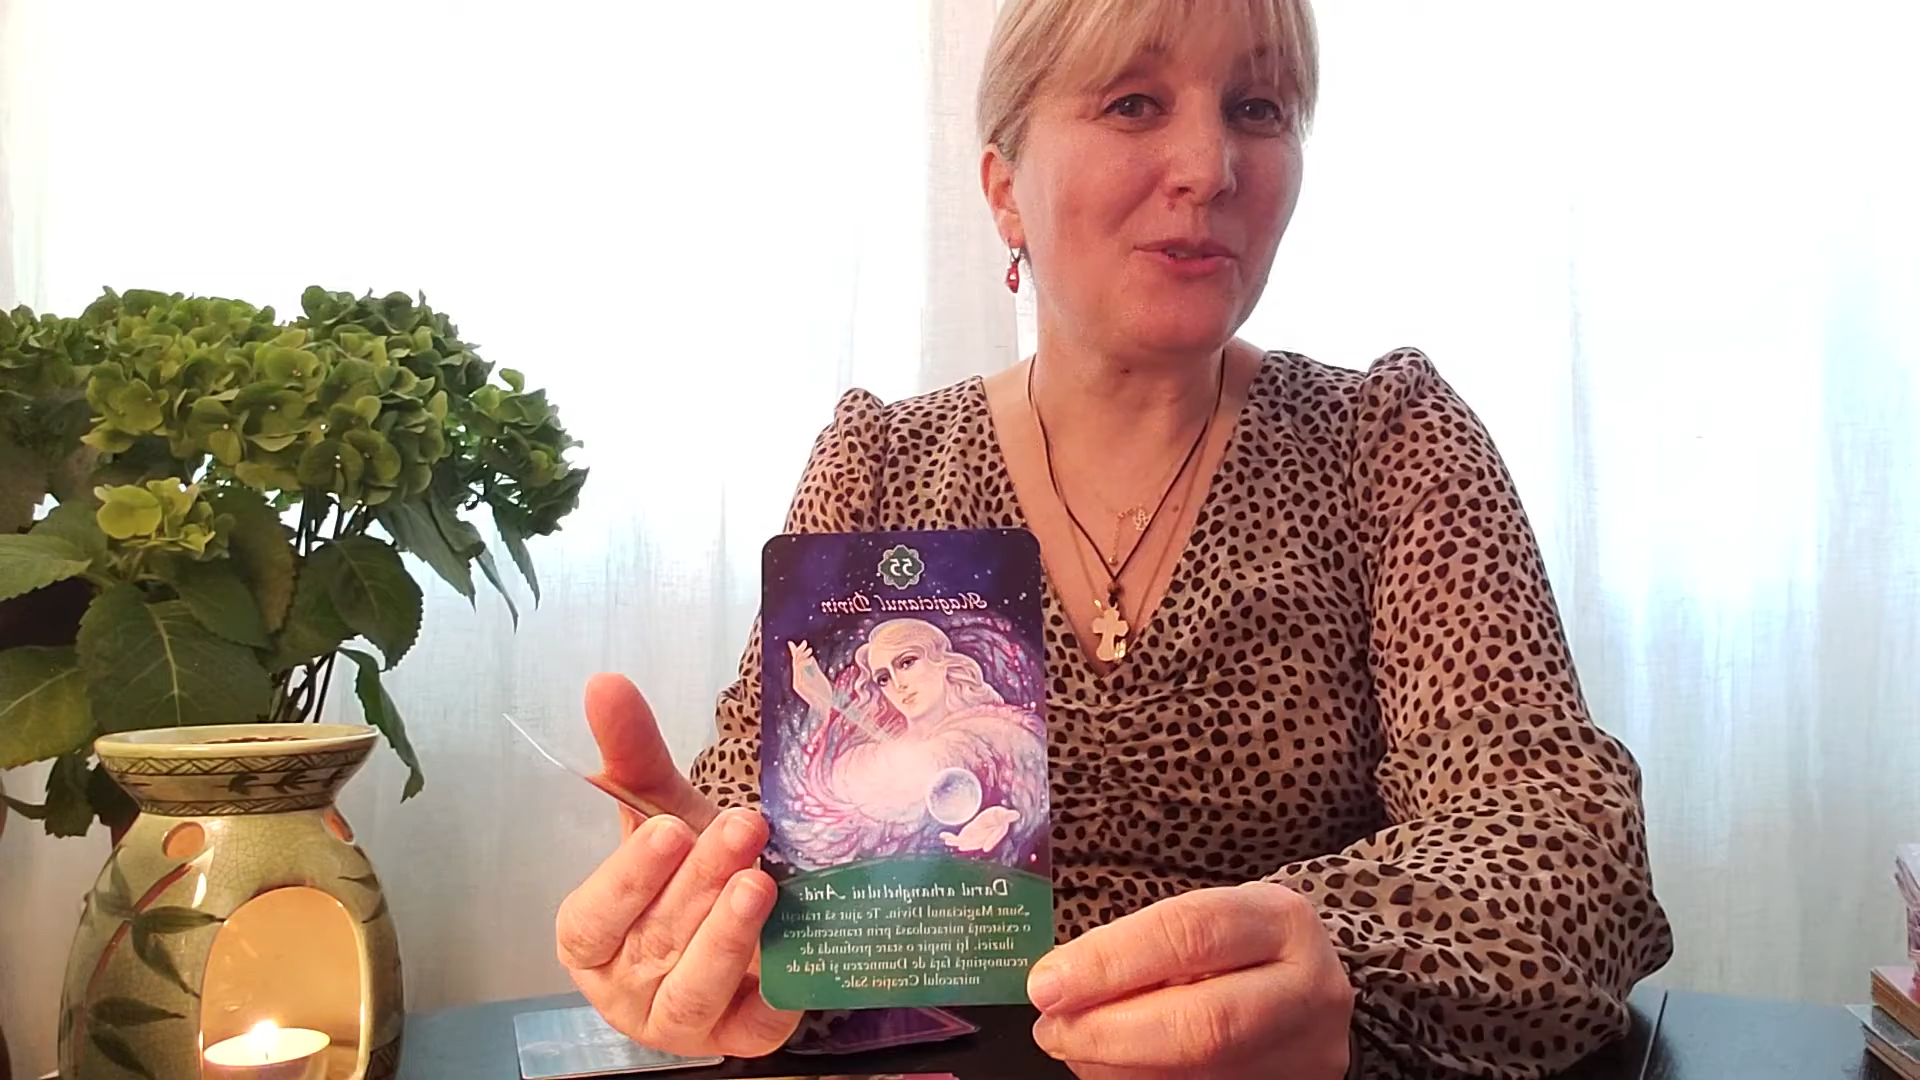 55
Magicianul Divin
Darul arhanghelului Arid:
„Sunt Magicianul Divin. Te ajut să trăiești
o existență miraculoasă prin transcenderea
iluziei. Îți inspir o stare profundă de
recunoștință față de Dumnezeu și față de
miracolul Creației Sale.”